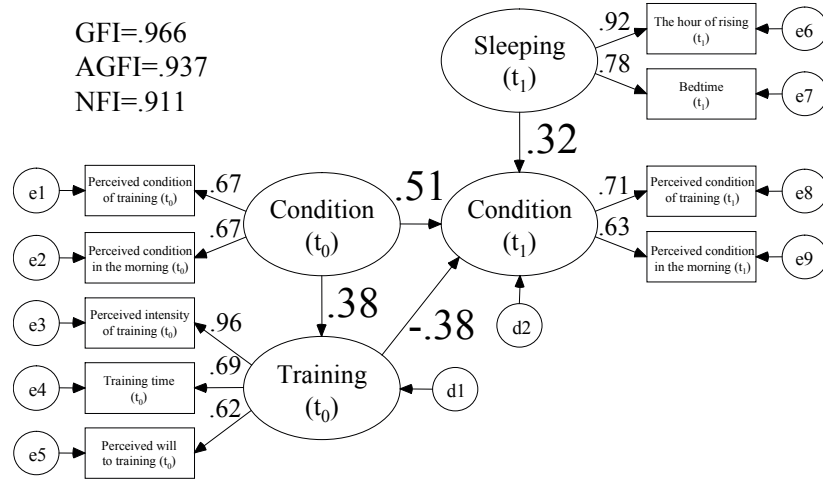 GFI=.966
AGFI=.937
NFI=.911
Sleeping
(t₁)
.92
.78
The hour of rising
(t₁)
e6
Bedtime
(t₁)
e7
.32
e1
Perceived condition
of training (t₀)
.67
e2
Perceived condition
in the morning (t₀)
.67
Condition
(t₀)
.51
Condition
(t₁)
.71
.63
Perceived condition
of training (t₁)
e8
Perceived condition
in the morning (t₁)
e9
.38
-.38
d2
e3
Perceived intensity
of training (t₀)
.96
e4
Training time
(t₀)
.69
e5
Perceived will
to training (t₀)
.62
Training
(t₀)
d1